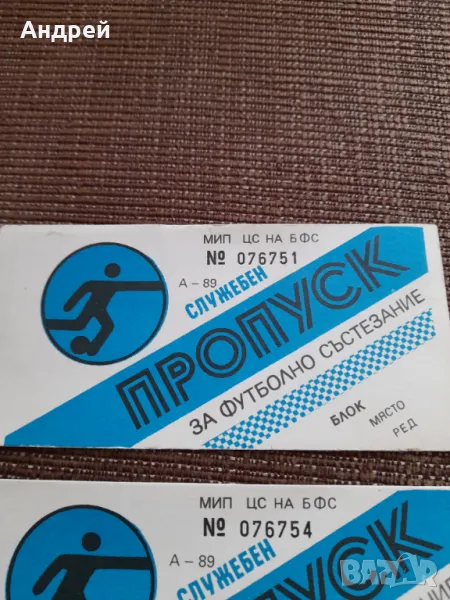 Андрей
МИП ЦС НА БФС
№ 076751
А – 89
СЛУЖЕБЕН
ПРОПУСК
ЗА ФУТБОЛНО СЪСТЕЗАНИЕ
БЛОК МЯСТО РЕД
МИП ЦС НА БФС
№ 076754
А – 89
СЛУЖЕБЕН
BAZAR